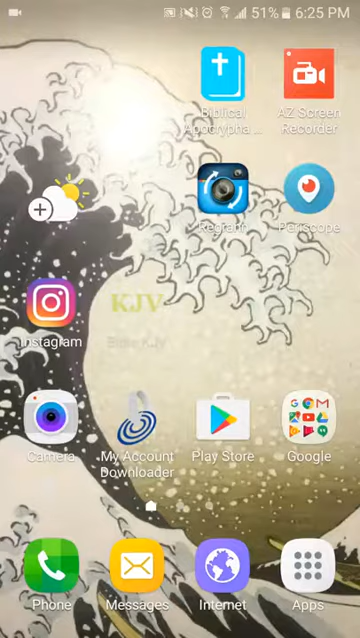 51% 6:25 PM
Biblical
Apocrypha ...
AZ Screen
Recorder
Regrann
Periscope
Instagram
KJV
Bible KJV
Camera
My Account
Downloader
Play Store
Google
Phone
Messages
Internet
Apps